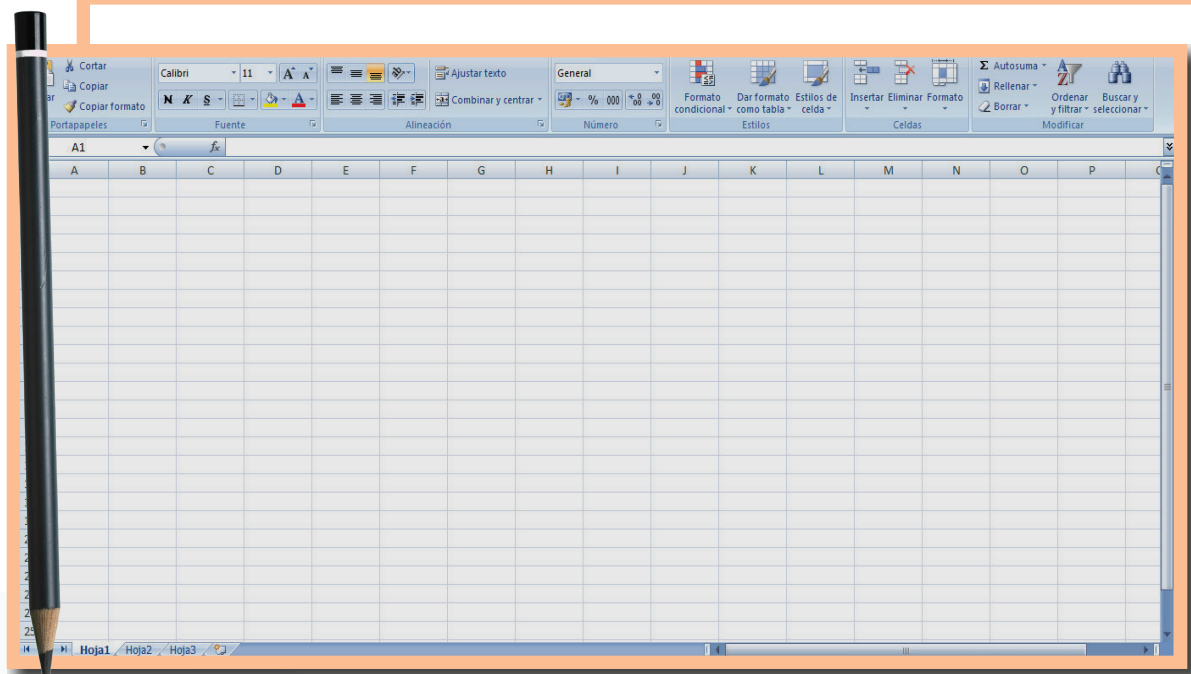 Cortar
Copiar
Copiar formato
Portapapeles
Calibri 11
N K S
Fuente
Ajustar texto
Combinar y centrar
Alineación
General
% 000
Número
Formato condicional
Dar formato como tabla
Estilos de celda
Estilos
Insertar Eliminar Formato
Celdas
Σ Autosuma
Rellenar
Borrar
Ordenar y filtrar
Buscar y seleccionar
Modificar
A1 fx
A B C D E F G H I J K L M N O P
25
Hoja1 Hoja2 Hoja3